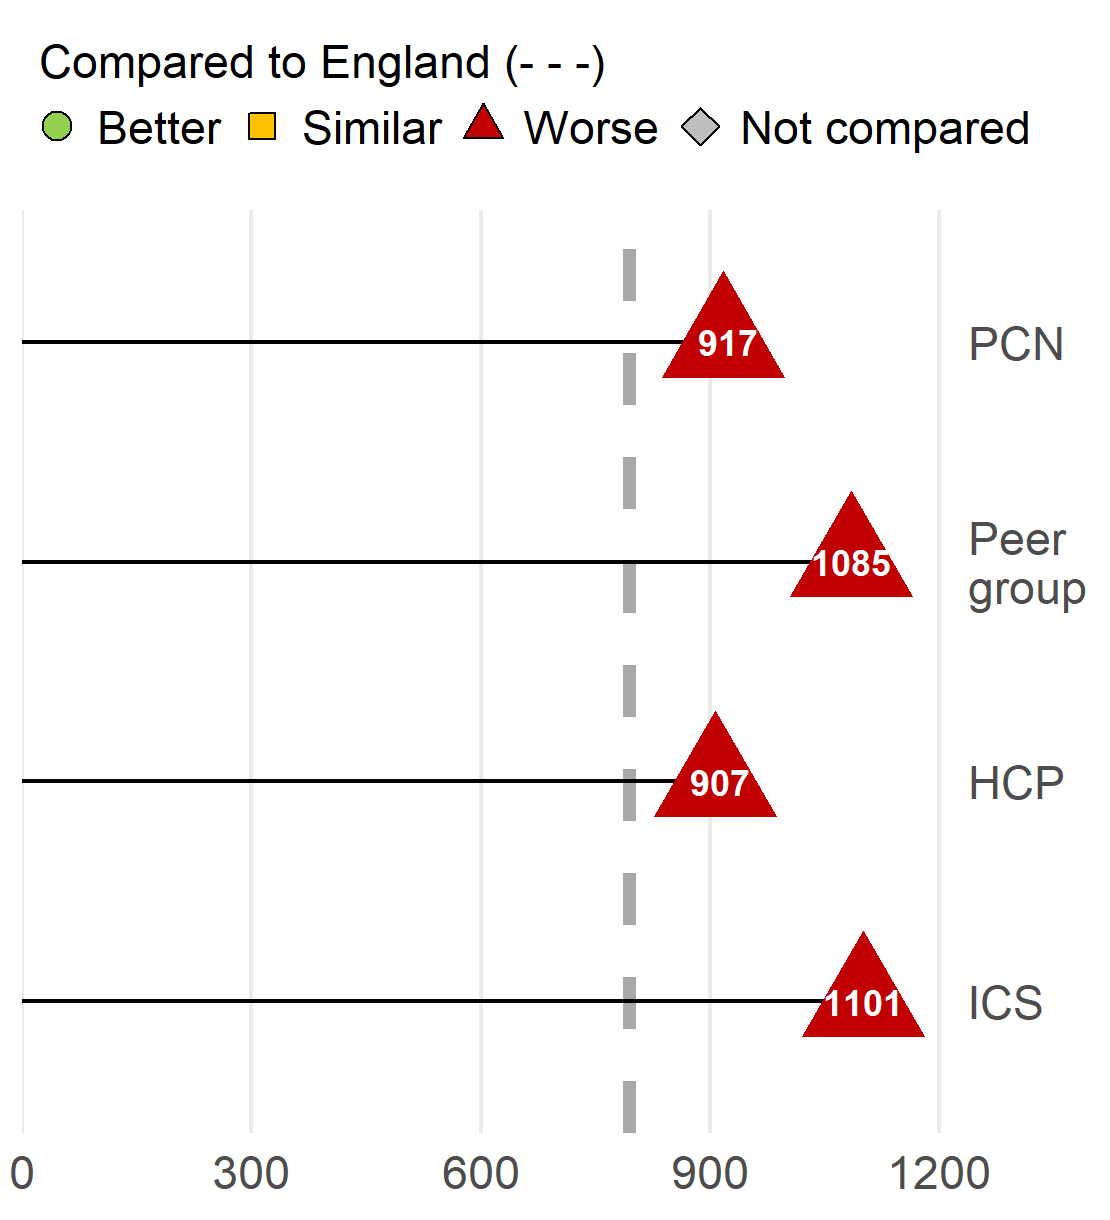 Compared to England (- - -)
Better Similar Worse Not compared
917 PCN
1085 Peer
group
907 HCP
1101 ICS
0 300 600 900 1200